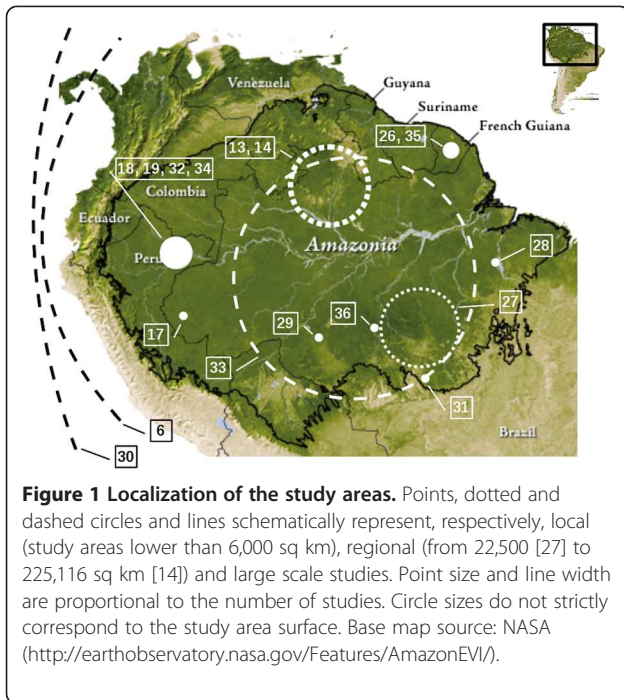 Venezuela
Guyana
Suriname
French Guiana
13, 14
26, 35
18, 19, 32, 34
Colombia
Ecuador
Amazonia
Peru
28
27
17
29
36
33
31
Brazil
6
30
Figure 1 Localization of the study areas. Points, dotted and
dashed circles and lines schematically represent, respectively, local
(study areas lower than 6,000 sq km), regional (from 22,500 [27] to
225,116 sq km [14]) and large scale studies. Point size and line width
are proportional to the number of studies. Circle sizes do not strictly
correspond to the study area surface. Base map source: NASA
(http://earthobservatory.nasa.gov/Features/AmazonEVI/).